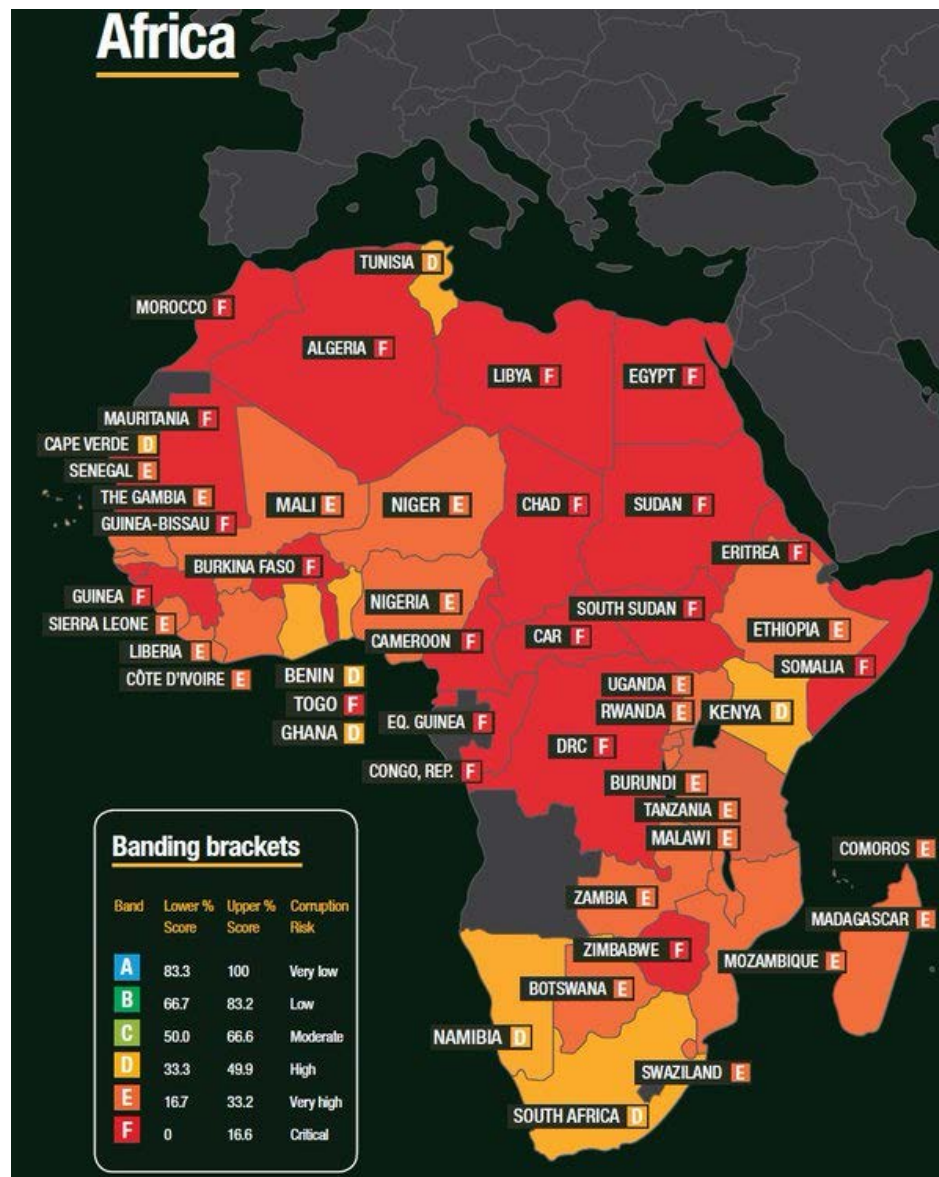 Africa
TUNISIA D
MOROCCO F
ALGERIA F
LIBYA F
EGYPT F
MAURITANIA F
CAPE VERDE D
SENEGAL E
THE GAMBIA E
MALI E
NIGER E
CHAD F
SUDAN F
GUINEA-BISSAU F
ERITREA F
BURKINA FASO F
GUINEA F
NIGERIA E
SOUTH SUDAN F
SIERRA LEONE E
ETHIOPIA E
CAMEROON F
CAR F
LIBERIA E
SOMALIA F
CÔTE D'IVOIRE E
BENIN D
UGANDA E
TOGO F
RWANDA E
KENYA D
GHANA D
EQ. GUINEA F
DRC F
CONGO, REP. F
BURUNDI E
TANZANIA E
MALAWI E
COMOROS E
ZAMBIA E
MADAGASCAR E
ZIMBABWE F
MOZAMBIQUE E
BOTSWANA E
NAMIBIA D
SWAZILAND E
SOUTH AFRICA D
Banding brackets
Band Lower % Score Upper % Score Corruption Risk
A 83.3 100 Very low
B 66.7 83.2 Low
C 50.0 66.6 Moderate
D 33.3 49.9 High
E 16.7 33.2 Very high
F 0 16.6 Critical